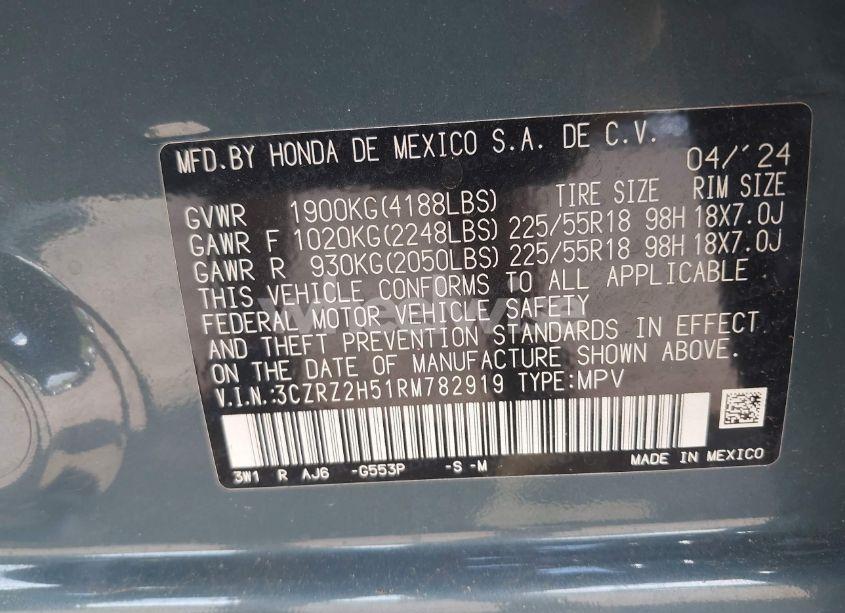 MFD.BY HONDA DE MEXICO S.A. DE C.V. 04/'24
TIRE SIZE RIM SIZE
GVWR 1900KG(4188LBS)
GAWR F 1020KG(2248LBS) 225/55R18 98H 18X7.0J
GAWR R 930KG(2050LBS) 225/55R18 98H 18X7.0J
THIS VEHICLE CONFORMS TO ALL APPLICABLE
FEDERAL MOTOR VEHICLE SAFETY
AND THEFT PREVENTION STANDARDS IN EFFECT
ON THE DATE OF MANUFACTURE SHOWN ABOVE.
V.I.N.:3CZRZ2H51RM782919 TYPE:MPV
3W1 R AJ6 -G553P -S -M MADE IN MEXICO